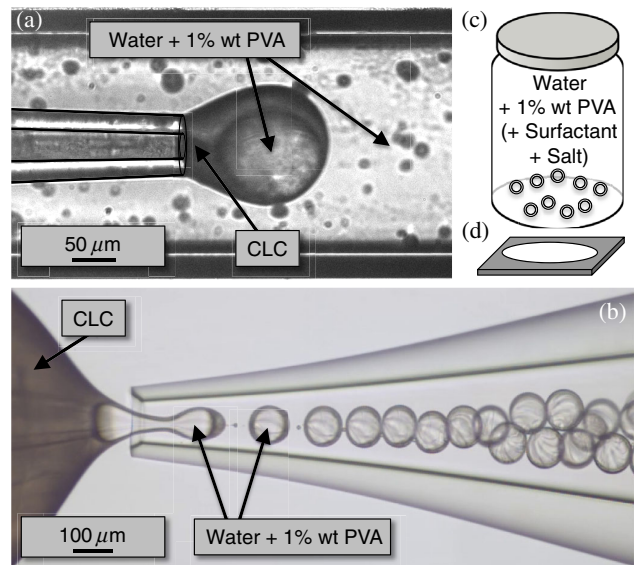 (a)
Water + 1% wt PVA
CLC
50 μm
(c)
Water
+ 1% wt PVA
(+ Surfactant
+ Salt)
(d)
(b)
CLC
Water + 1% wt PVA
100 μm